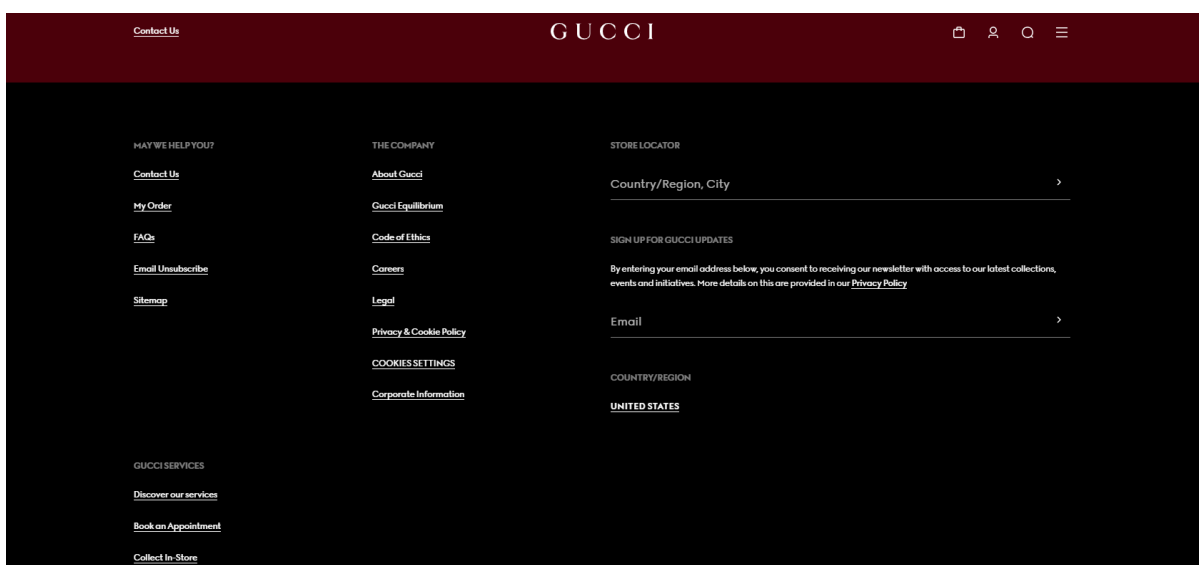 Contact Us
GUCCI
MAY WE HELP YOU?
Contact Us
My Order
FAQs
Email Unsubscribe
Sitemap
THE COMPANY
About Gucci
Gucci Equilibrium
Code of Ethics
Careers
Legal
Privacy & Cookie Policy
COOKIES SETTINGS
Corporate Information
STORE LOCATOR
Country/Region, City
SIGN UP FOR GUCCI UPDATES
By entering your email address below, you consent to receiving our newsletter with access to our latest collections,
events and initiatives. More details on this are provided in our Privacy Policy
Email
COUNTRY/REGION
UNITED STATES
GUCCI SERVICES
Discover our services
Book an Appointment
Collect In-Store